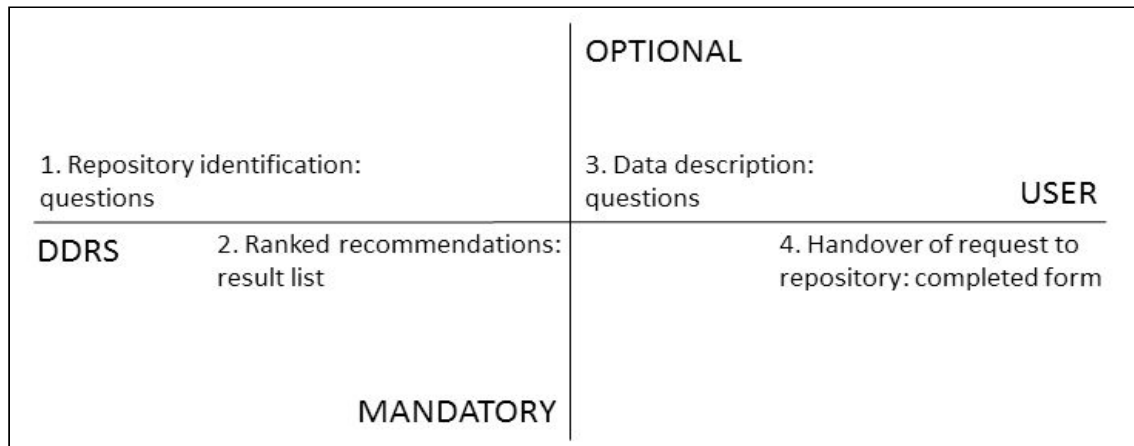 OPTIONAL
1. Repository identification:
questions
3. Data description:
questions
USER
DDRS
2. Ranked recommendations:
result list
4. Handover of request to
repository: completed form
MANDATORY